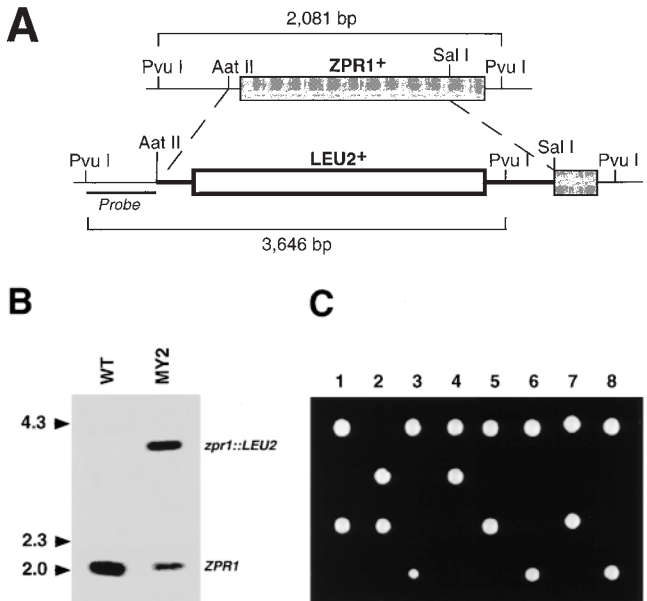 A
2,081 bp
Pvu I
Aat II
ZPR1+
Sal I
Pvu I
Pvu I
Aat II
LEU2+
Pvu I
Sal I
Pvu I
Probe
3,646 bp
B
WT
MY2
4.3
zpr1::LEU2
2.3
2.0
ZPR1
C
1 2 3 4 5 6 7 8